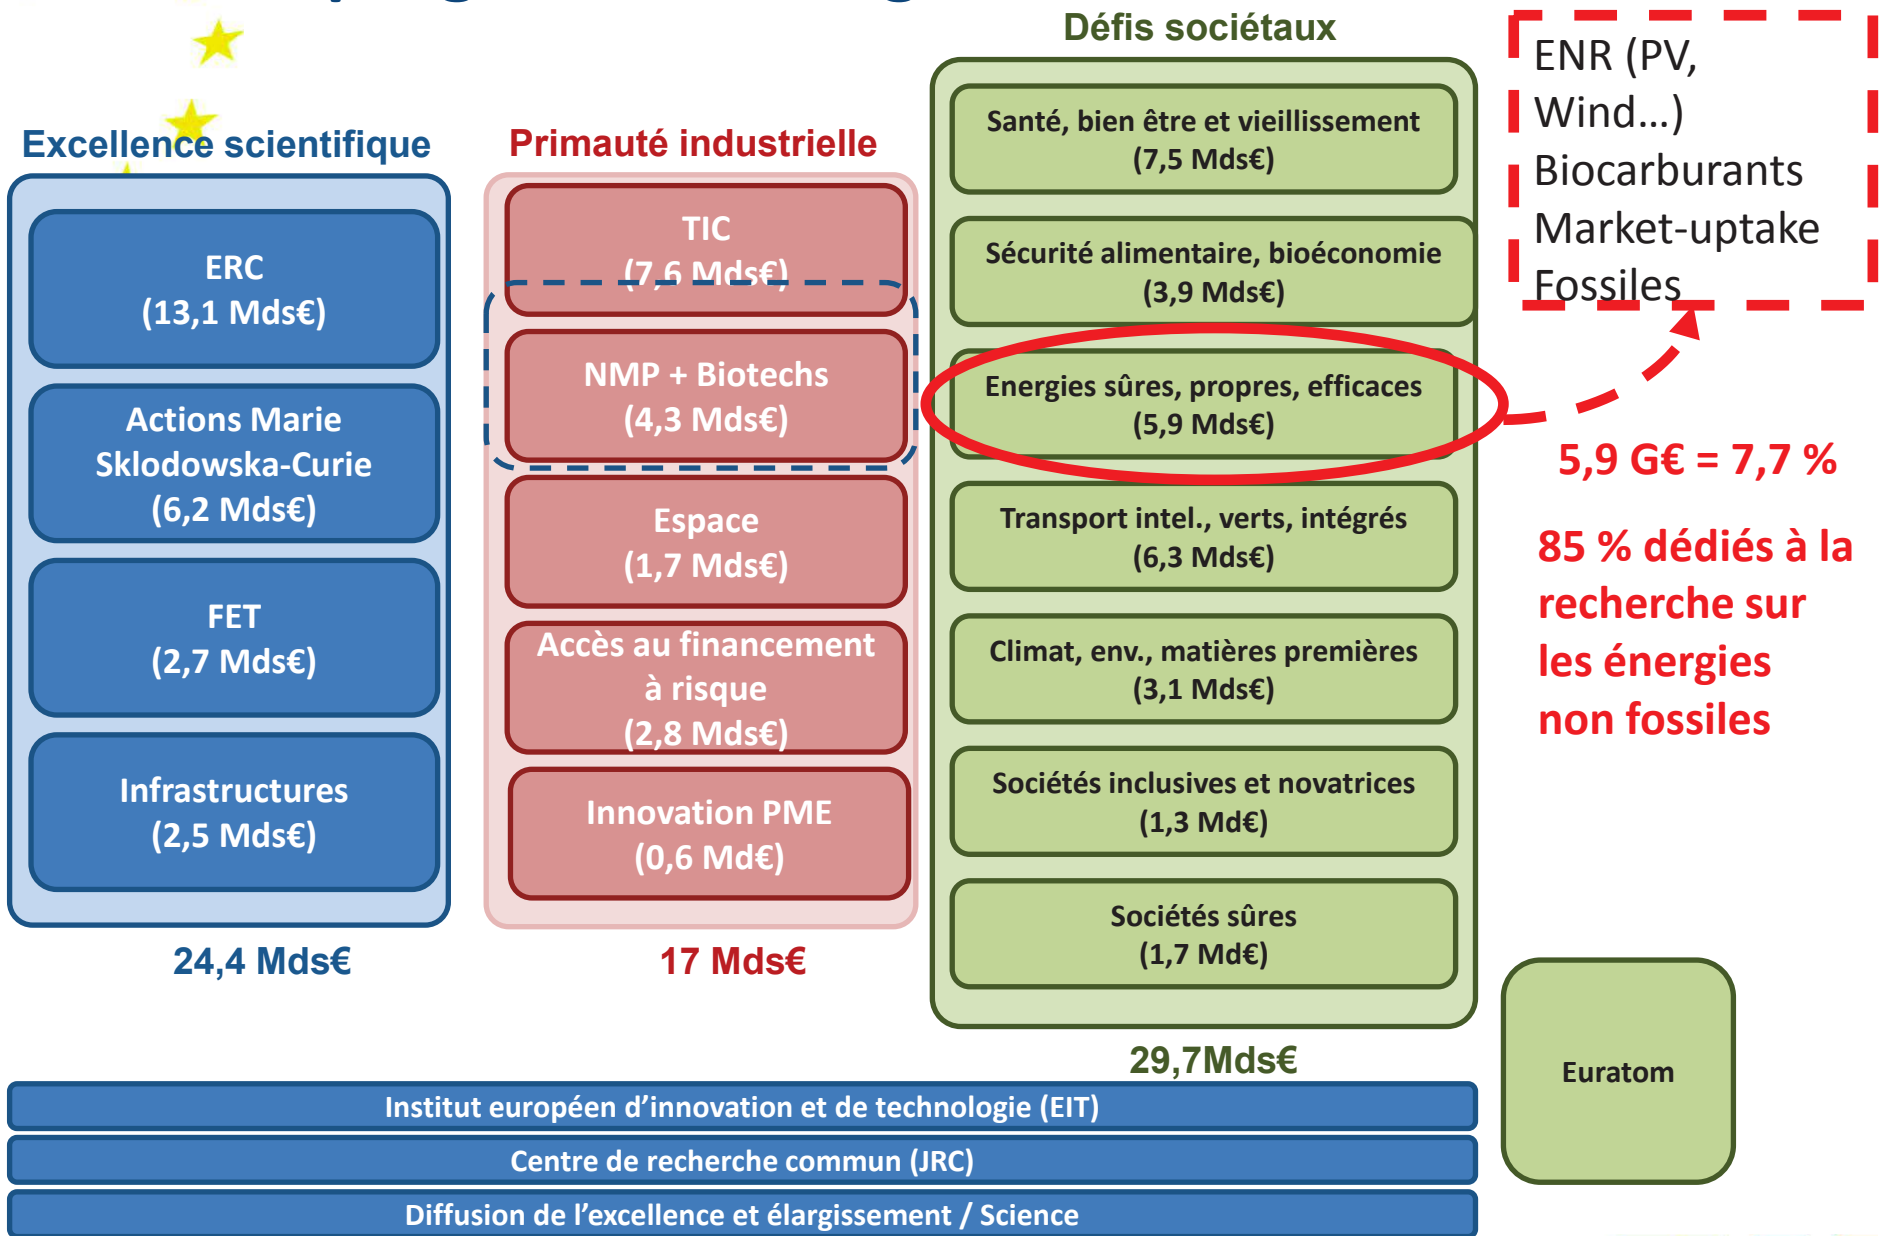 Excellence scientifique
ERC
(13,1 Mds€)
Actions Marie
Sklodowska-Curie
(6,2 Mds€)
FET
(2,7 Mds€)
Infrastructures
(2,5 Mds€)
24,4 Mds€
Primauté industrielle
TIC
(7,6 Mds€)
NMP + Biotechs
(4,3 Mds€)
Espace
(1,7 Mds€)
Accès au financement
à risque
(2,8 Mds€)
Innovation PME
(0,6 Md€)
17 Mds€
Défis sociétaux
Santé, bien être et vieillissement
(7,5 Mds€)
Sécurité alimentaire, bioéconomie
(3,9 Mds€)
Energies sûres, propres, efficaces
(5,9 Mds€)
Transport intel., verts, intégrés
(6,3 Mds€)
Climat, env., matières premières
(3,1 Mds€)
Sociétés inclusives et novatrices
(1,3 Md€)
Sociétés sûres
(1,7 Md€)
29,7Mds€
ENR (PV,
Wind...)
Biocarburants
Market-uptake
Fossiles
5,9 G€ = 7,7 %
85 % dédiés à la
recherche sur
les énergies
non fossiles
Euratom
Institut européen d’innovation et de technologie (EIT)
Centre de recherche commun (JRC)
Diffusion de l’excellence et élargissement / Science